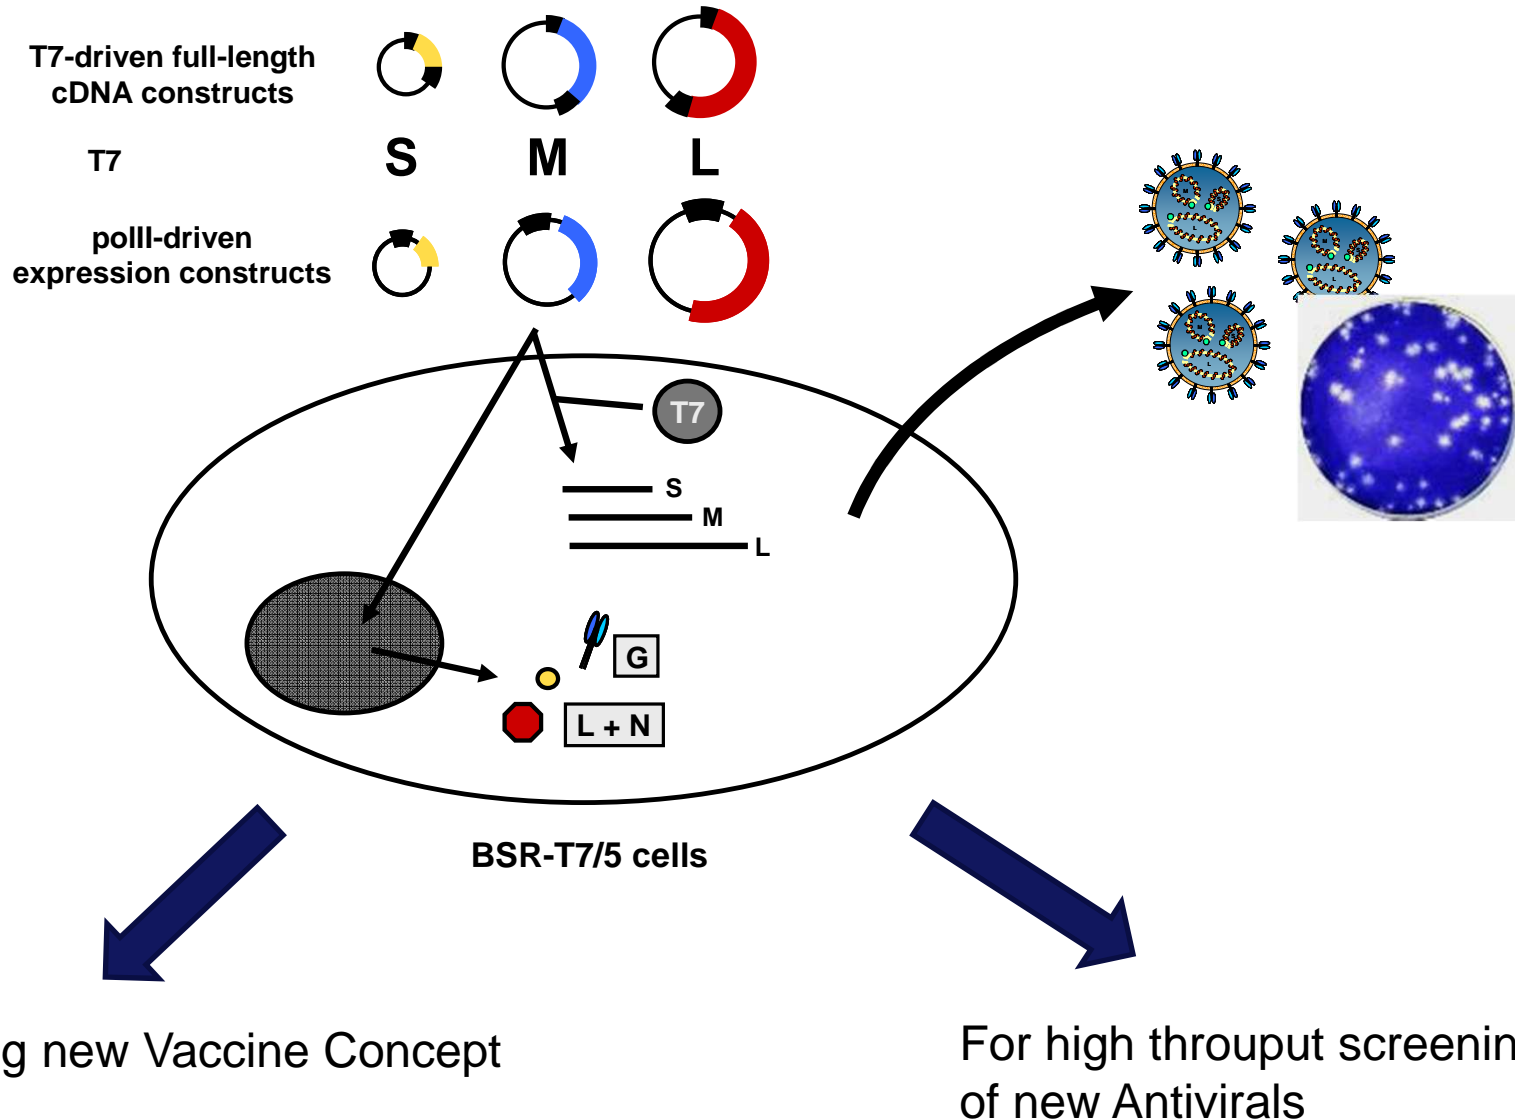 T7-driven full-length
cDNA constructs
T7
S M L
polII-driven
expression constructs
T7
S
M
L
G
L + N
BSR-T7/5 cells
g new Vaccine Concept
For high throuput screenin
of new Antivirals